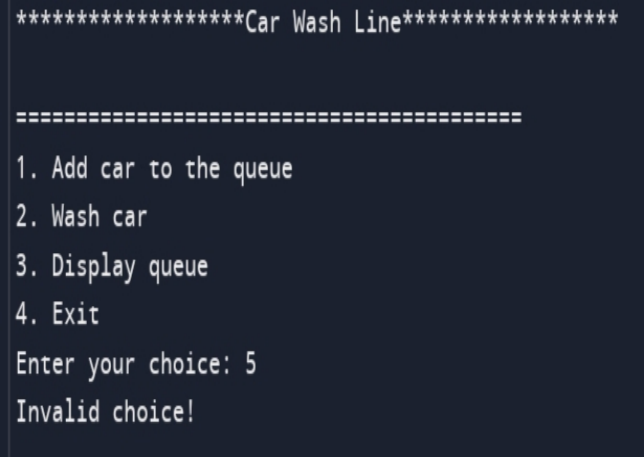 *******************Car Wash Line******************
==========================================
1. Add car to the queue
2. Wash car
3. Display queue
4. Exit
Enter your choice: 5
Invalid choice!